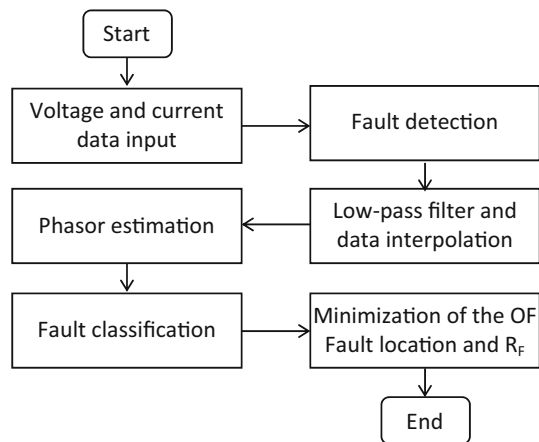 Start
Voltage and current
data input
Fault detection
Low-pass filter and
data interpolation
Phasor estimation
Fault classification
Minimization of the OF
Fault location and R_F
End